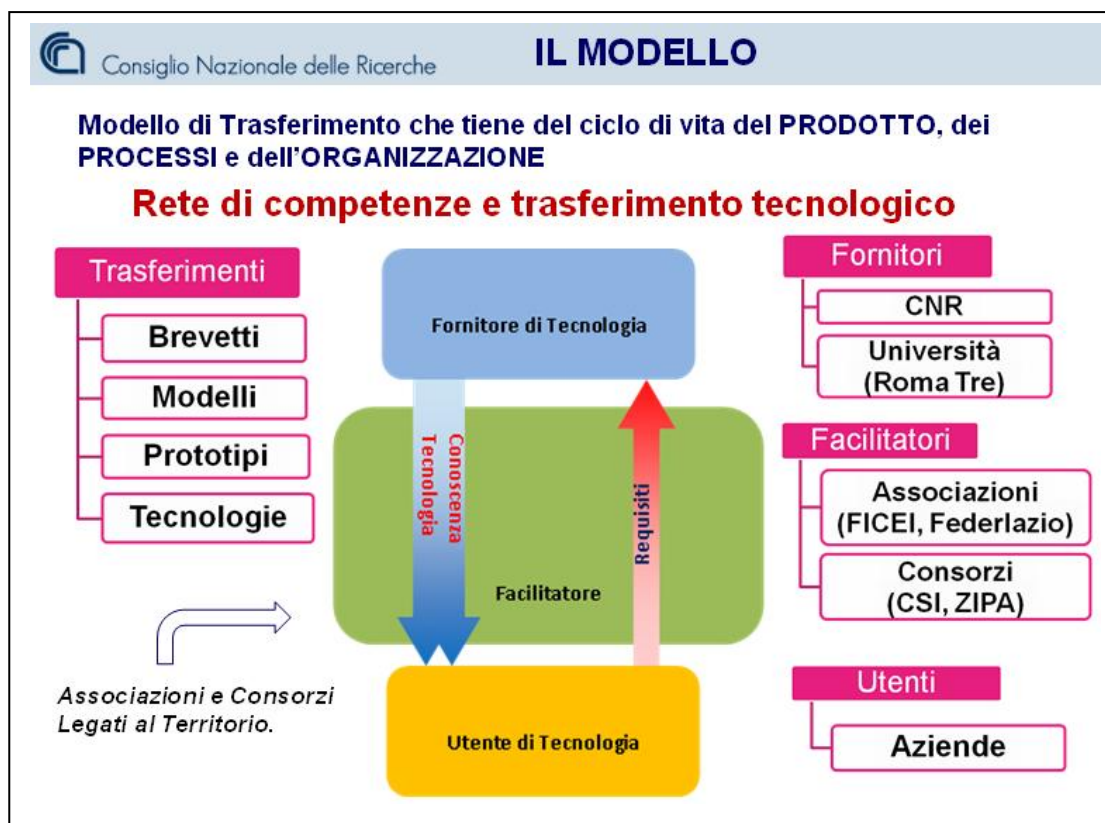 Consiglio Nazionale delle Ricerche
IL MODELLO
Modello di Trasferimento che tiene del ciclo di vita del PRODOTTO, dei
PROCESSI e dell'ORGANIZZAZIONE
Rete di competenze e trasferimento tecnologico
Trasferimenti
Brevetti
Modelli
Prototipi
Tecnologie
Associazioni e Consorzi
Legati al Territorio.
Fornitore di Tecnologia
Tecnologia
Conoscenza
Requisiti
Facilitatore
Utente di Tecnologia
Fornitori
CNR
Università
(Roma Tre)
Facilitatori
Associazioni
(FICEI, Federlazio)
Consorzi
(CSI, ZIPA)
Utenti
Aziende